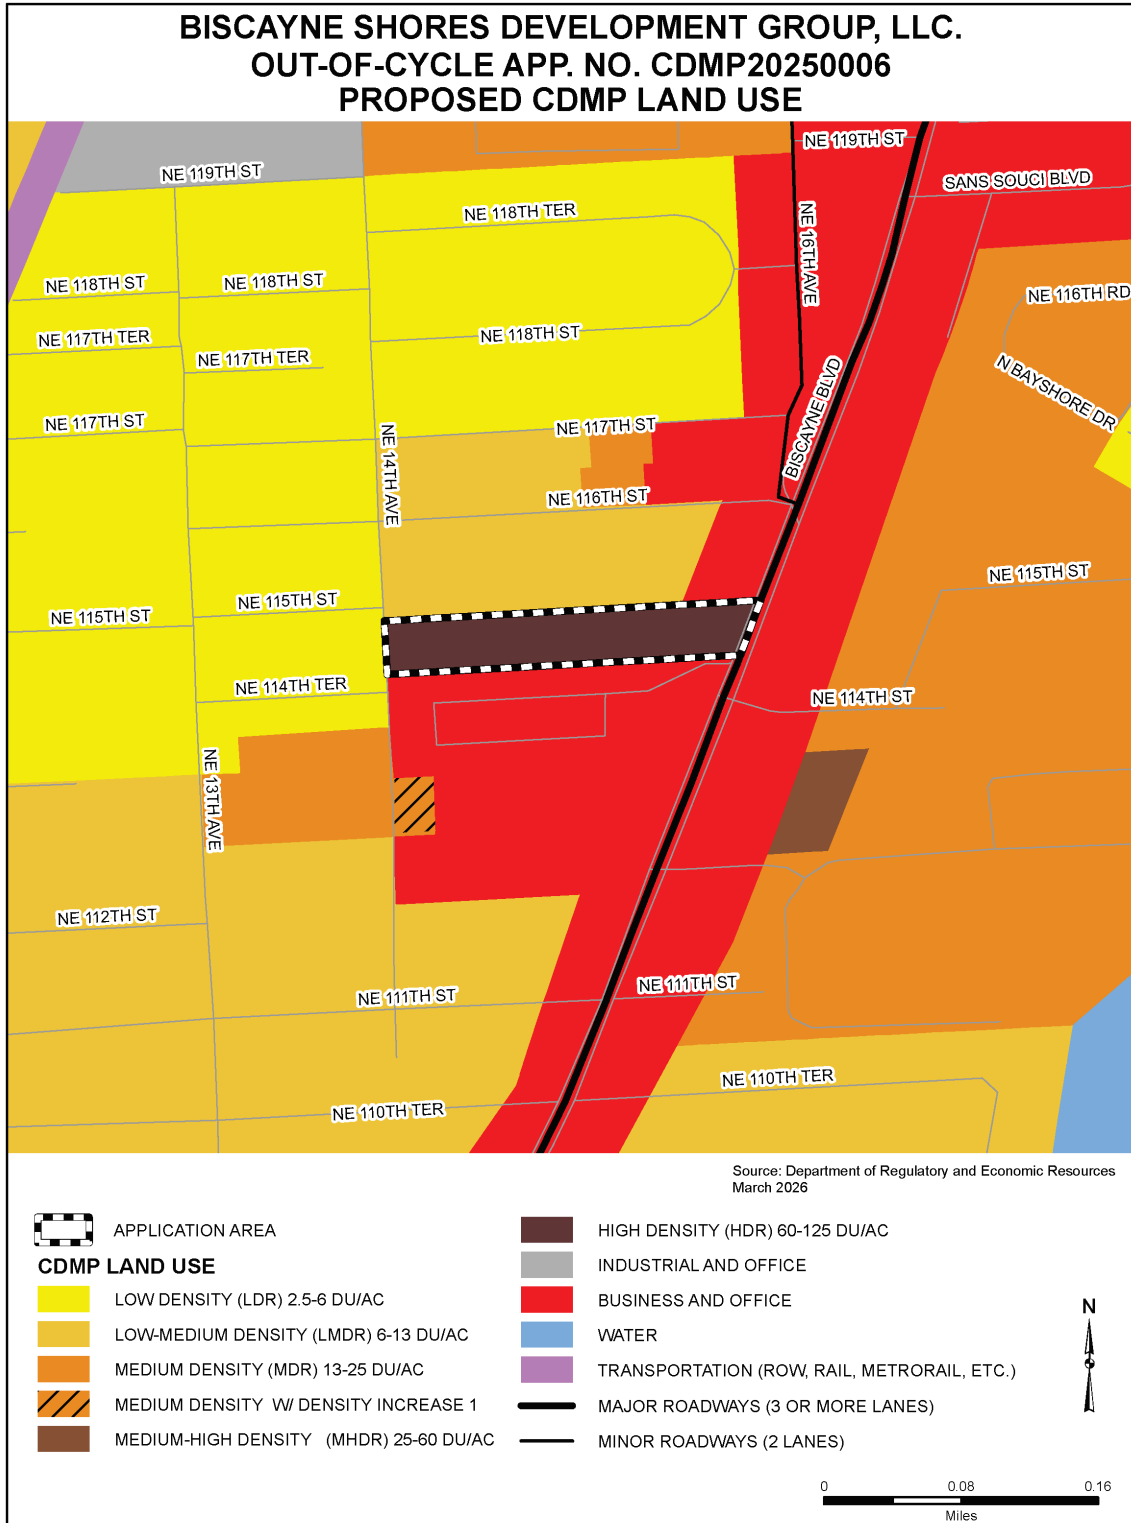 BISCAYNE SHORES DEVELOPMENT GROUP, LLC.
OUT-OF-CYCLE APP. NO. CDMP20250006
PROPOSED CDMP LAND USE
NE 119TH ST
NE 119TH ST
SANS SOUCI BLVD
NE 118TH TER
NE 16TH AVE
NE 118TH ST
NE 118TH ST
NE 116TH RD
NE 117TH TER
NE 118TH ST
NE 117TH TER
N BAYSHORE DR
BISCAYNE BLVD
NE 117TH ST
NE 117TH ST
NE 14TH AVE
NE 116TH ST
NE 115TH ST
NE 115TH ST
NE 115TH ST
NE 114TH TER
NE 114TH ST
NE 13TH AVE
NE 112TH ST
NE 111TH ST
NE 111TH ST
NE 110TH TER
NE 110TH TER
Source: Department of Regulatory and Economic Resources
March 2026
APPLICATION AREA
CDMP LAND USE
LOW DENSITY (LDR) 2.5-6 DU/AC
LOW-MEDIUM DENSITY (LMDR) 6-13 DU/AC
MEDIUM DENSITY (MDR) 13-25 DU/AC
MEDIUM DENSITY W/ DENSITY INCREASE 1
MEDIUM-HIGH DENSITY (MHDR) 25-60 DU/AC
HIGH DENSITY (HDR) 60-125 DU/AC
INDUSTRIAL AND OFFICE
BUSINESS AND OFFICE
WATER
TRANSPORTATION (ROW, RAIL, METRORAIL, ETC.)
MAJOR ROADWAYS (3 OR MORE LANES)
MINOR ROADWAYS (2 LANES)
N
0 0.08 0.16
Miles